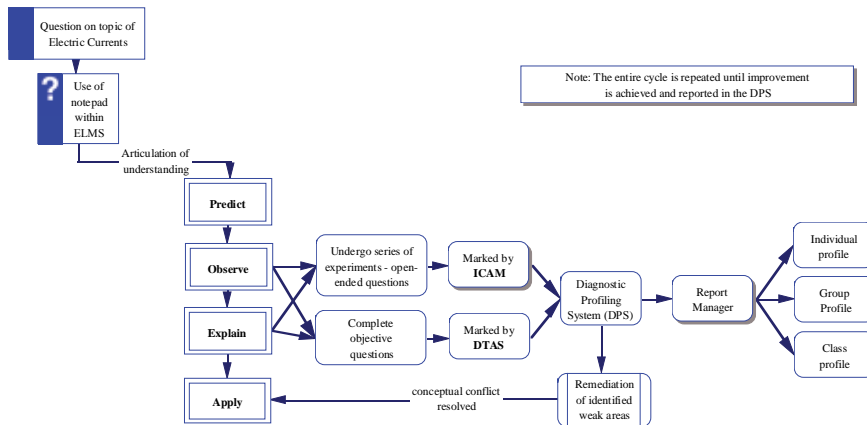 Question on topic of
Electric Currents
?
Use of
notepad
within
ELMS
Note: The entire cycle is repeated until improvement
is achieved and reported in the DPS
Articulation of
understanding
Predict
Observe
Explain
Apply
Undergo series of
experiments - open-
ended questions
Marked by
ICAM
Complete
objective
questions
Marked by
DTAS
Diagnostic
Profiling
System (DPS)
Report
Manager
Individual
profile
Group
Profile
Class
profile
conceptual conflict
resolved
Remediation
of identified
weak areas